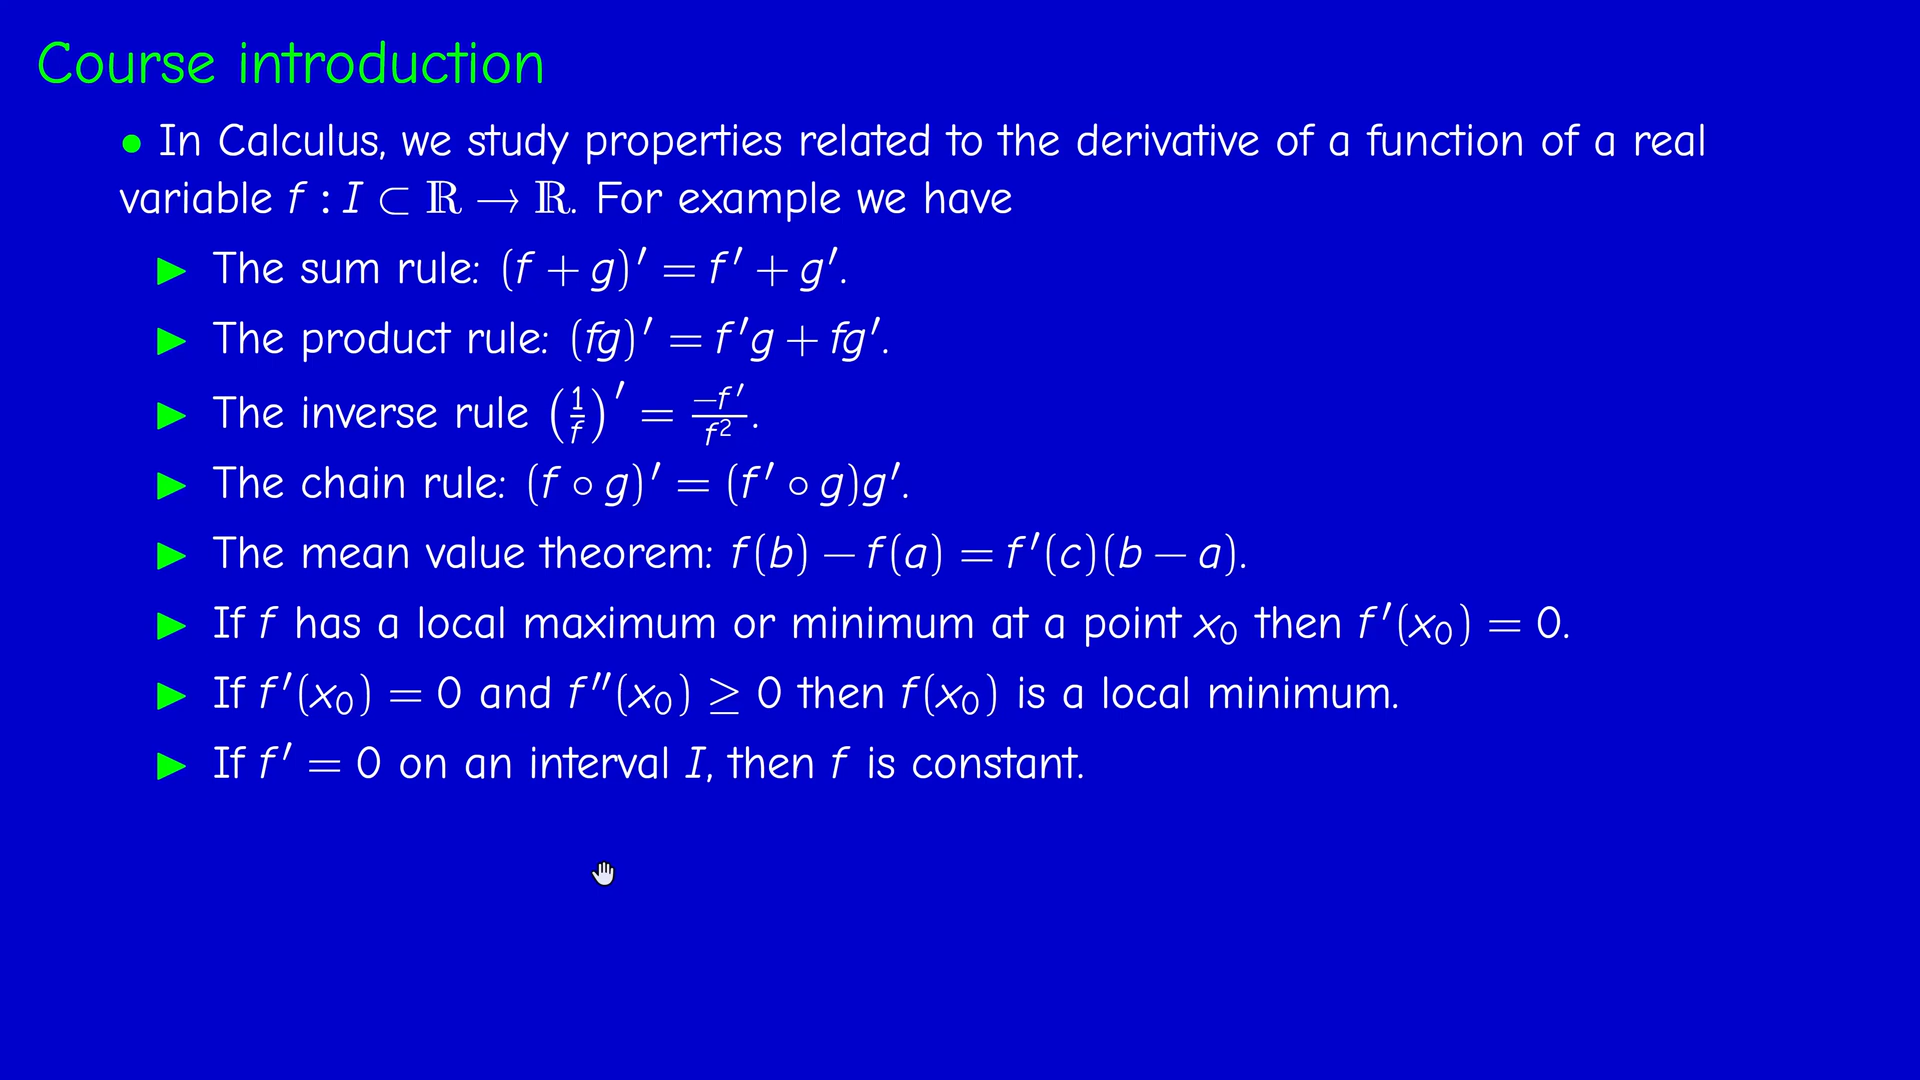 Course introduction
• In Calculus, we study properties related to the derivative of a function of a real
variable f : I ⊂ ℝ → ℝ. For example we have
▶ The sum rule: (f + g)′ = f′ + g′.
▶ The product rule: (fg)′ = f′g + fg′.
▶ The inverse rule (1/f)′ = −f′/f².
▶ The chain rule: (f ∘ g)′ = (f′ ∘ g)g′.
▶ The mean value theorem: f(b) − f(a) = f′(c)(b − a).
▶ If f has a local maximum or minimum at a point x₀ then f′(x₀) = 0.
▶ If f′(x₀) = 0 and f″(x₀) ≥ 0 then f(x₀) is a local minimum.
▶ If f′ = 0 on an interval I, then f is constant.